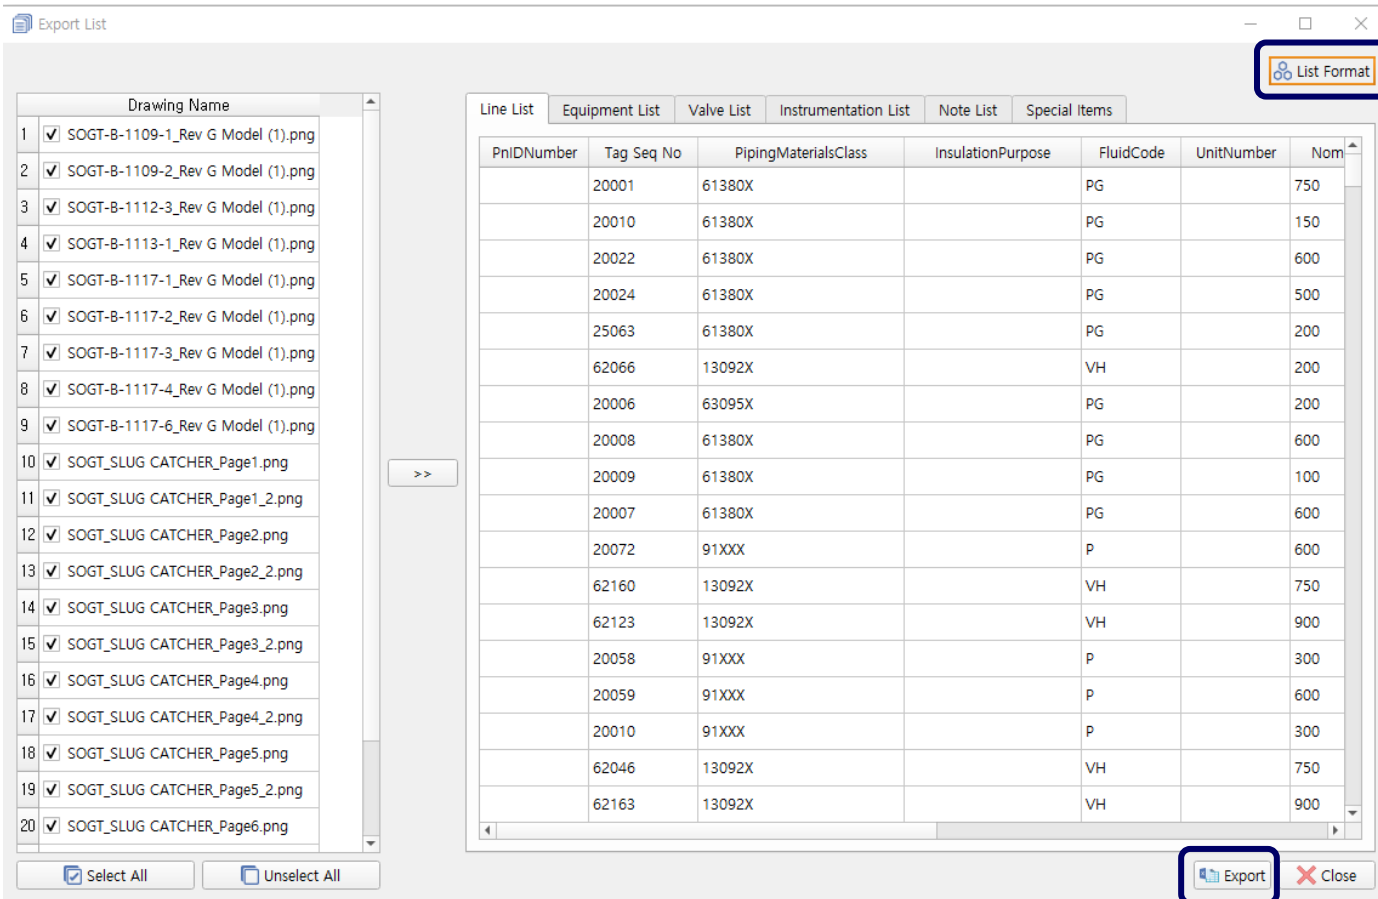 Export List
List Format
Drawing Name
1 SOGT-B-1109-1_Rev G Model (1).png
2 SOGT-B-1109-2_Rev G Model (1).png
3 SOGT-B-1112-3_Rev G Model (1).png
4 SOGT-B-1113-1_Rev G Model (1).png
5 SOGT-B-1117-1_Rev G Model (1).png
6 SOGT-B-1117-2_Rev G Model (1).png
7 SOGT-B-1117-3_Rev G Model (1).png
8 SOGT-B-1117-4_Rev G Model (1).png
9 SOGT-B-1117-6_Rev G Model (1).png
10 SOGT_SLUG CATCHER_Page1.png
11 SOGT_SLUG CATCHER_Page1_2.png
12 SOGT_SLUG CATCHER_Page2.png
13 SOGT_SLUG CATCHER_Page2_2.png
14 SOGT_SLUG CATCHER_Page3.png
15 SOGT_SLUG CATCHER_Page3_2.png
16 SOGT_SLUG CATCHER_Page4.png
17 SOGT_SLUG CATCHER_Page4_2.png
18 SOGT_SLUG CATCHER_Page5.png
19 SOGT_SLUG CATCHER_Page5_2.png
20 SOGT_SLUG CATCHER_Page6.png
Select All Unselect All
>>
Line List Equipment List Valve List Instrumentation List Note List Special Items
PnIDNumber Tag Seq No PipingMaterialsClass InsulationPurpose FluidCode UnitNumber Nom
20001 61380X PG 750
20010 61380X PG 150
20022 61380X PG 600
20024 61380X PG 500
25063 61380X PG 200
62066 13092X VH 200
20006 63095X PG 200
20008 61380X PG 600
20009 61380X PG 100
20007 61380X PG 600
20072 91XXX P 600
62160 13092X VH 750
62123 13092X VH 900
20058 91XXX P 300
20059 91XXX P 600
20010 91XXX P 300
62046 13092X VH 750
62163 13092X VH 900
Export Close